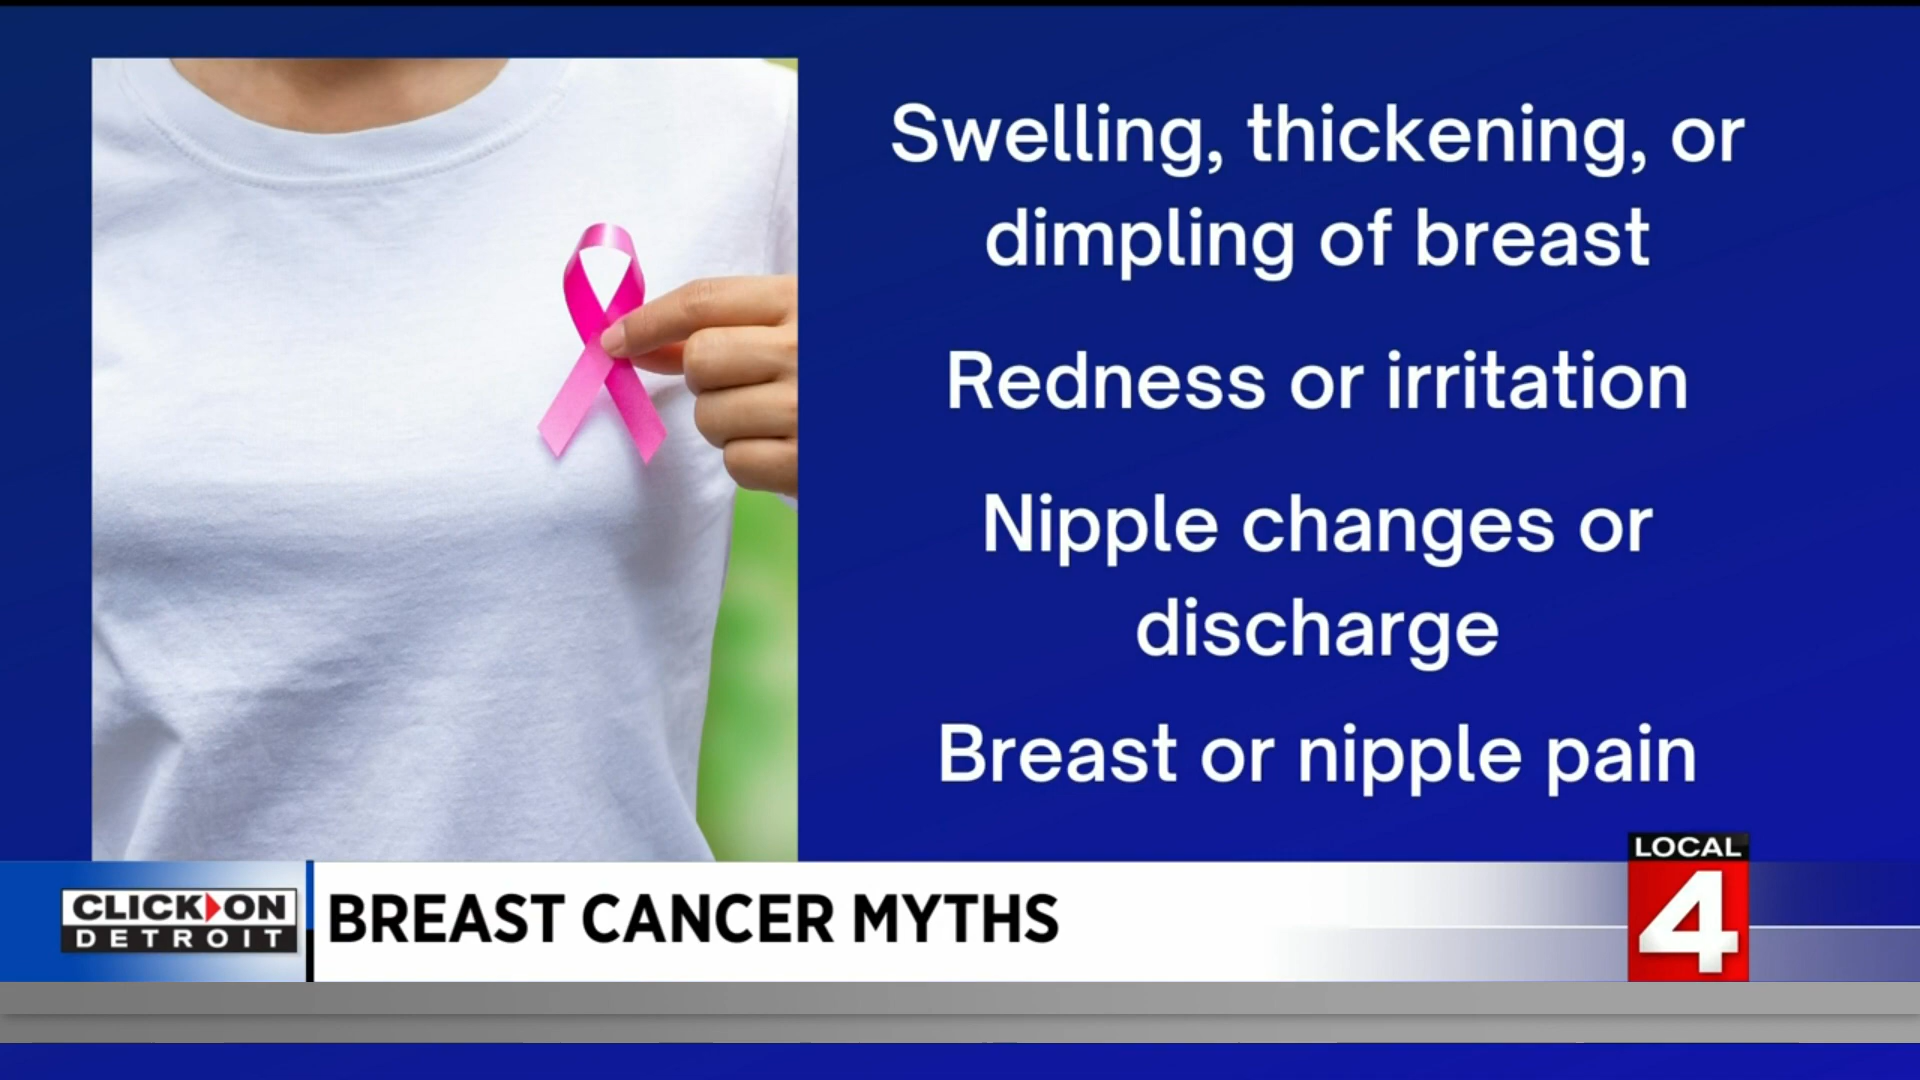 Swelling, thickening, or
dimpling of breast
Redness or irritation
Nipple changes or
discharge
Breast or nipple pain
LOCAL
4
CLICK ON
DETROIT
BREAST CANCER MYTHS